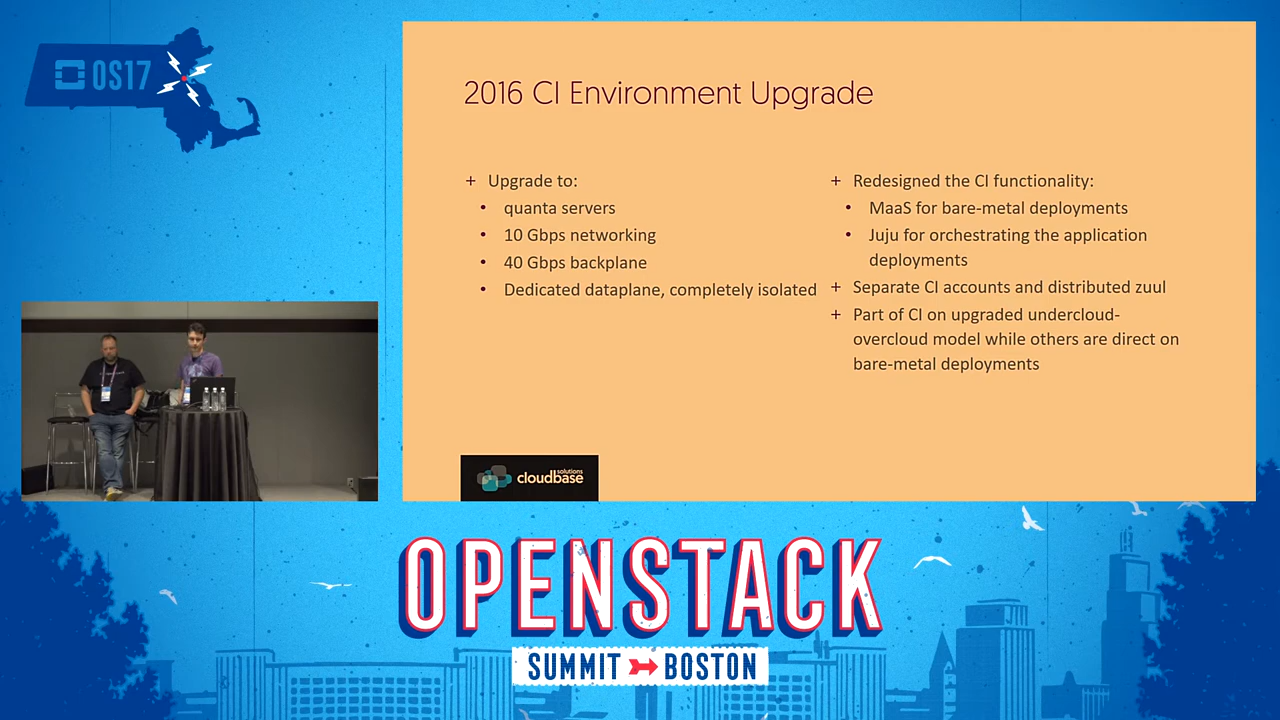 OS17
2016 CI Environment Upgrade
+ Upgrade to:
• quanta servers
• 10 Gbps networking
• 40 Gbps backplane
• Dedicated dataplane, completely isolated
+ Redesigned the CI functionality:
• MaaS for bare-metal deployments
• Juju for orchestrating the application
deployments
+ Separate CI accounts and distributed zuul
+ Part of CI on upgraded undercloud-
overcloud model while others are direct on
bare-metal deployments
cloudbase
solutions
OPENSTACK
SUMMIT BOSTON